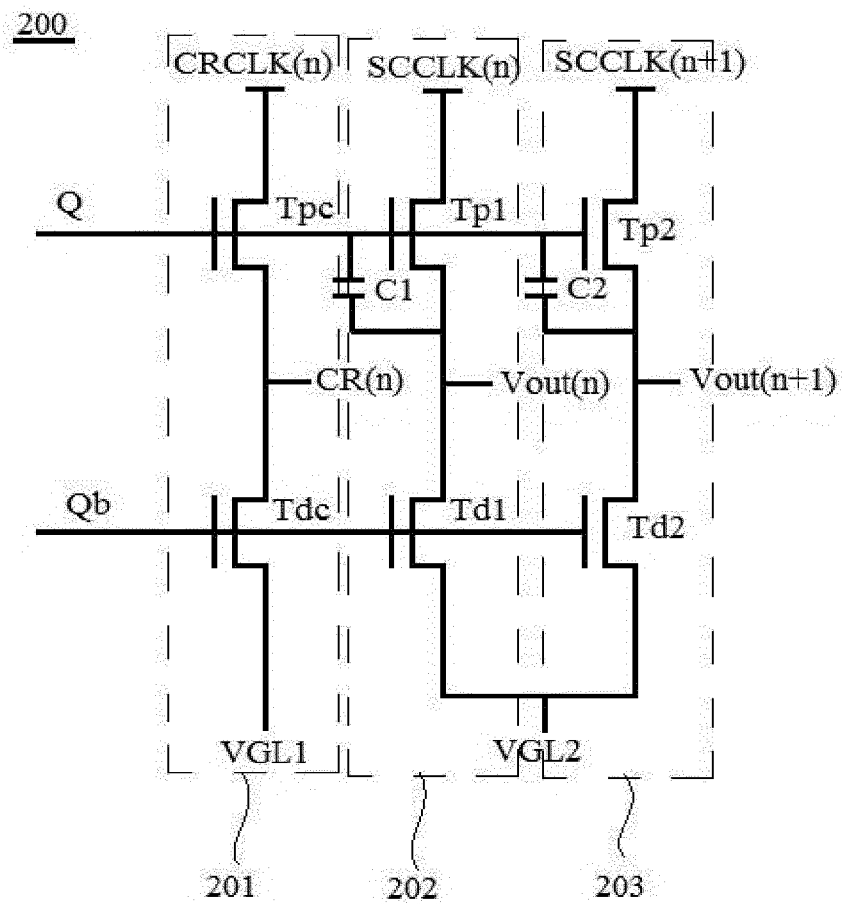 200
CRCLK(n) SCCLK(n) SCCLK(n+1)
Q Tpc Tp1 Tp2
C1 C2
CR(n) Vout(n) Vout(n+1)
Qb Tdc Td1 Td2
VGL1 VGL2
201 202 203